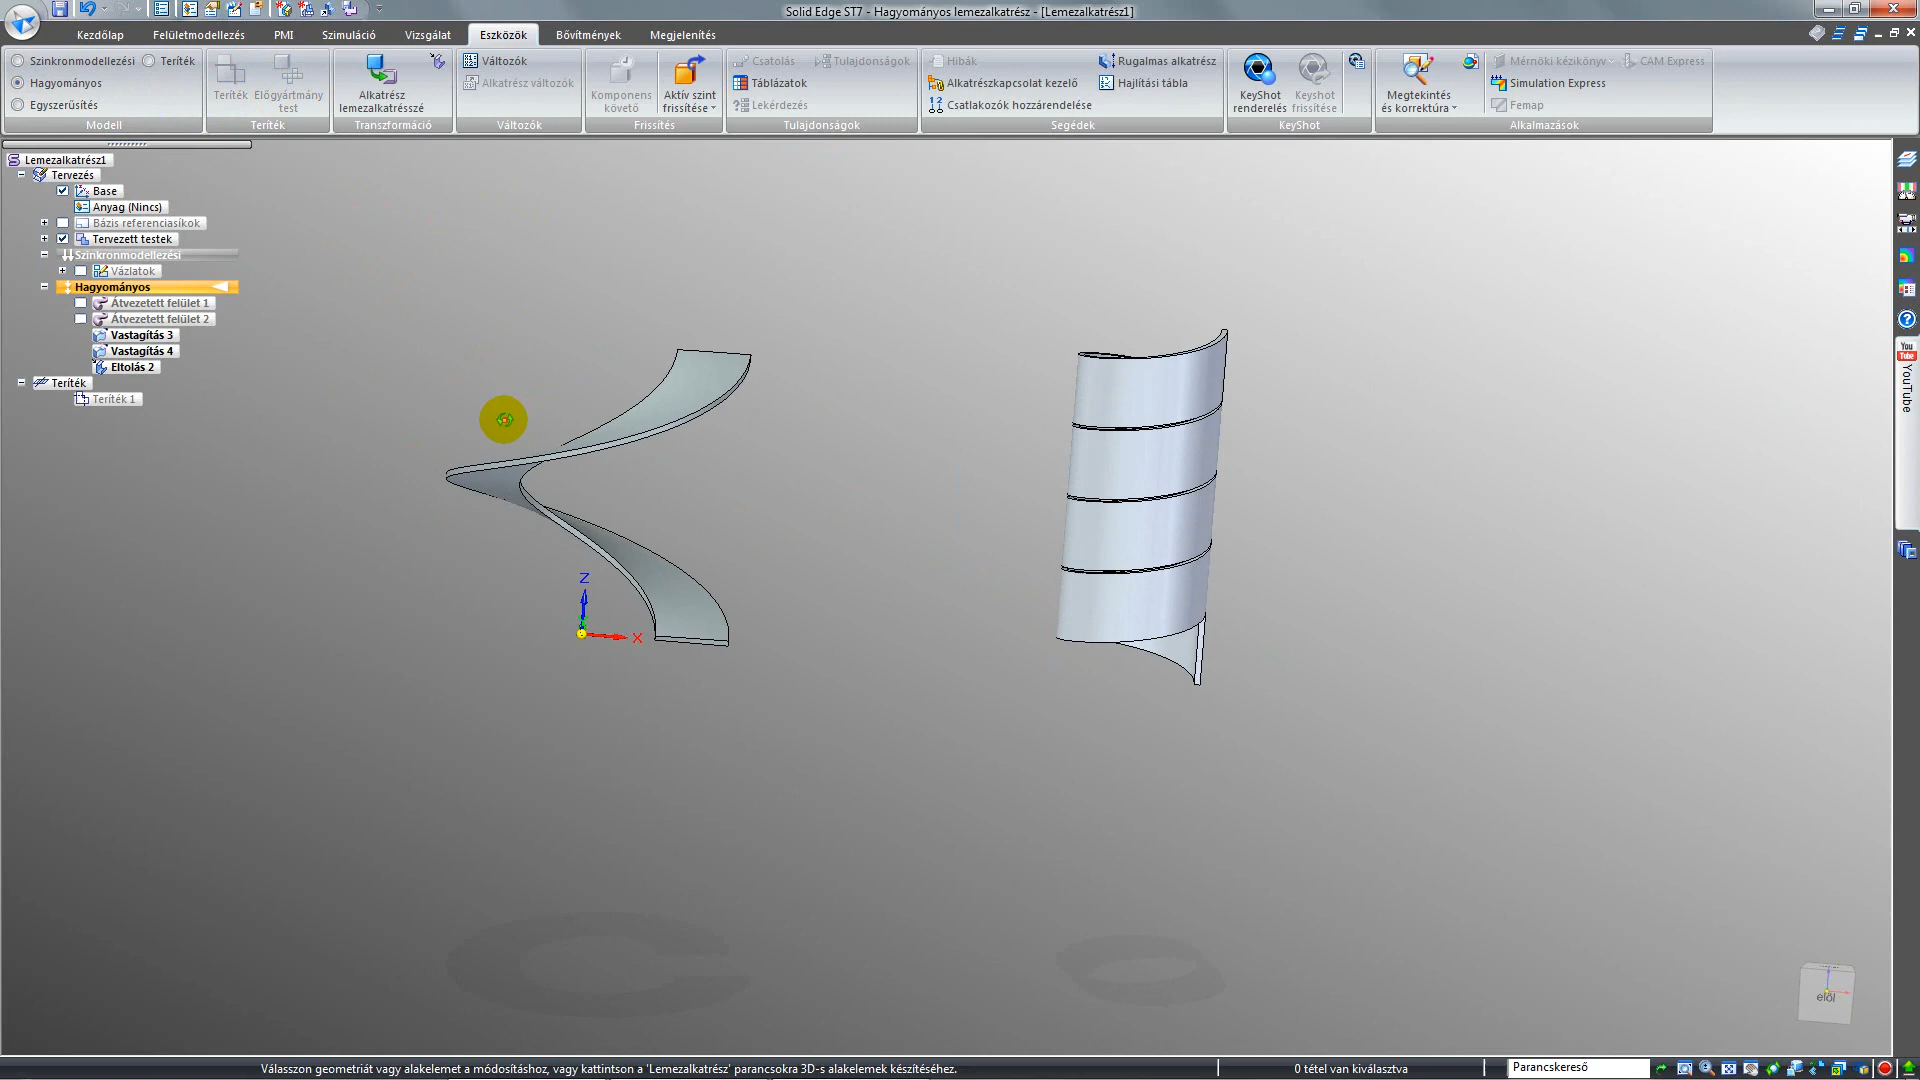 Solid Edge ST7 - Hagyományos lemezalkatrész - [Lemezalkatrész1]
Kezdőlap Felületmodellezés PMI Szimuláció Vizsgálat Eszközök Bővítmények Megjelenítés
Szinkronmodellezési Teríték
Hagyományos
Egyszerűsítés
Modell
Teríték Előgyártmány test
Teríték
Alkatrész lemezalkatrésszé
Transzformáció
Változók
Alkatrész változók
Változók
Komponens követő Aktív szint frissítése
Frissítés
Csatolás Tulajdonságok
Táblázatok
Lekérdezés
Tulajdonságok
Hibák Rugalmas alkatrész
Alkatrészkapcsolat kezelő Hajlítási tábla
Csatlakozók hozzárendelése
Segédek
KeyShot renderelés Keyshot frissítése
KeyShot
Megtekintés és korrektúra
Mérnöki kézikönyv CAM Express
Simulation Express
Femap
Alkalmazások
Lemezalkatrész1
Tervezés
Base
Anyag (Nincs)
Bázis referenciasíkok
Tervezett testek
Szinkronmodellezési
Vázlatok
Hagyományos
Átvezetett felület 1
Átvezetett felület 2
Vastagítás 3
Vastagítás 4
Eltolás 2
Teríték
Teríték 1
Z
X
You
Tube
YouTube
elöl
Válasszon geometriát vagy alakelemet a módosításhoz, vagy kattintson a 'Lemezalkatrész' parancsokra 3D-s alakelemek készítéséhez.
0 tétel van kiválasztva
Parancskereső